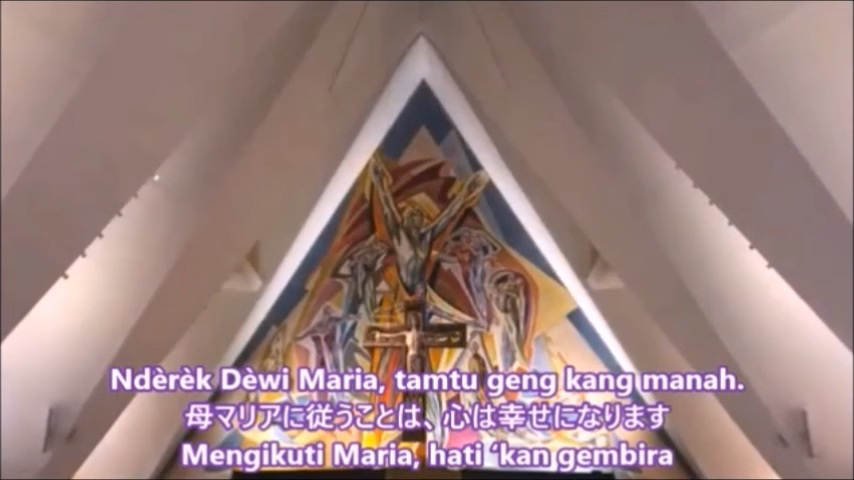 Ndèrèk Dèwi Maria, tamtu geng kang manah.
母マリアに従うことは、心は幸せになります
Mengikuti Maria, hati ‘kan gembira